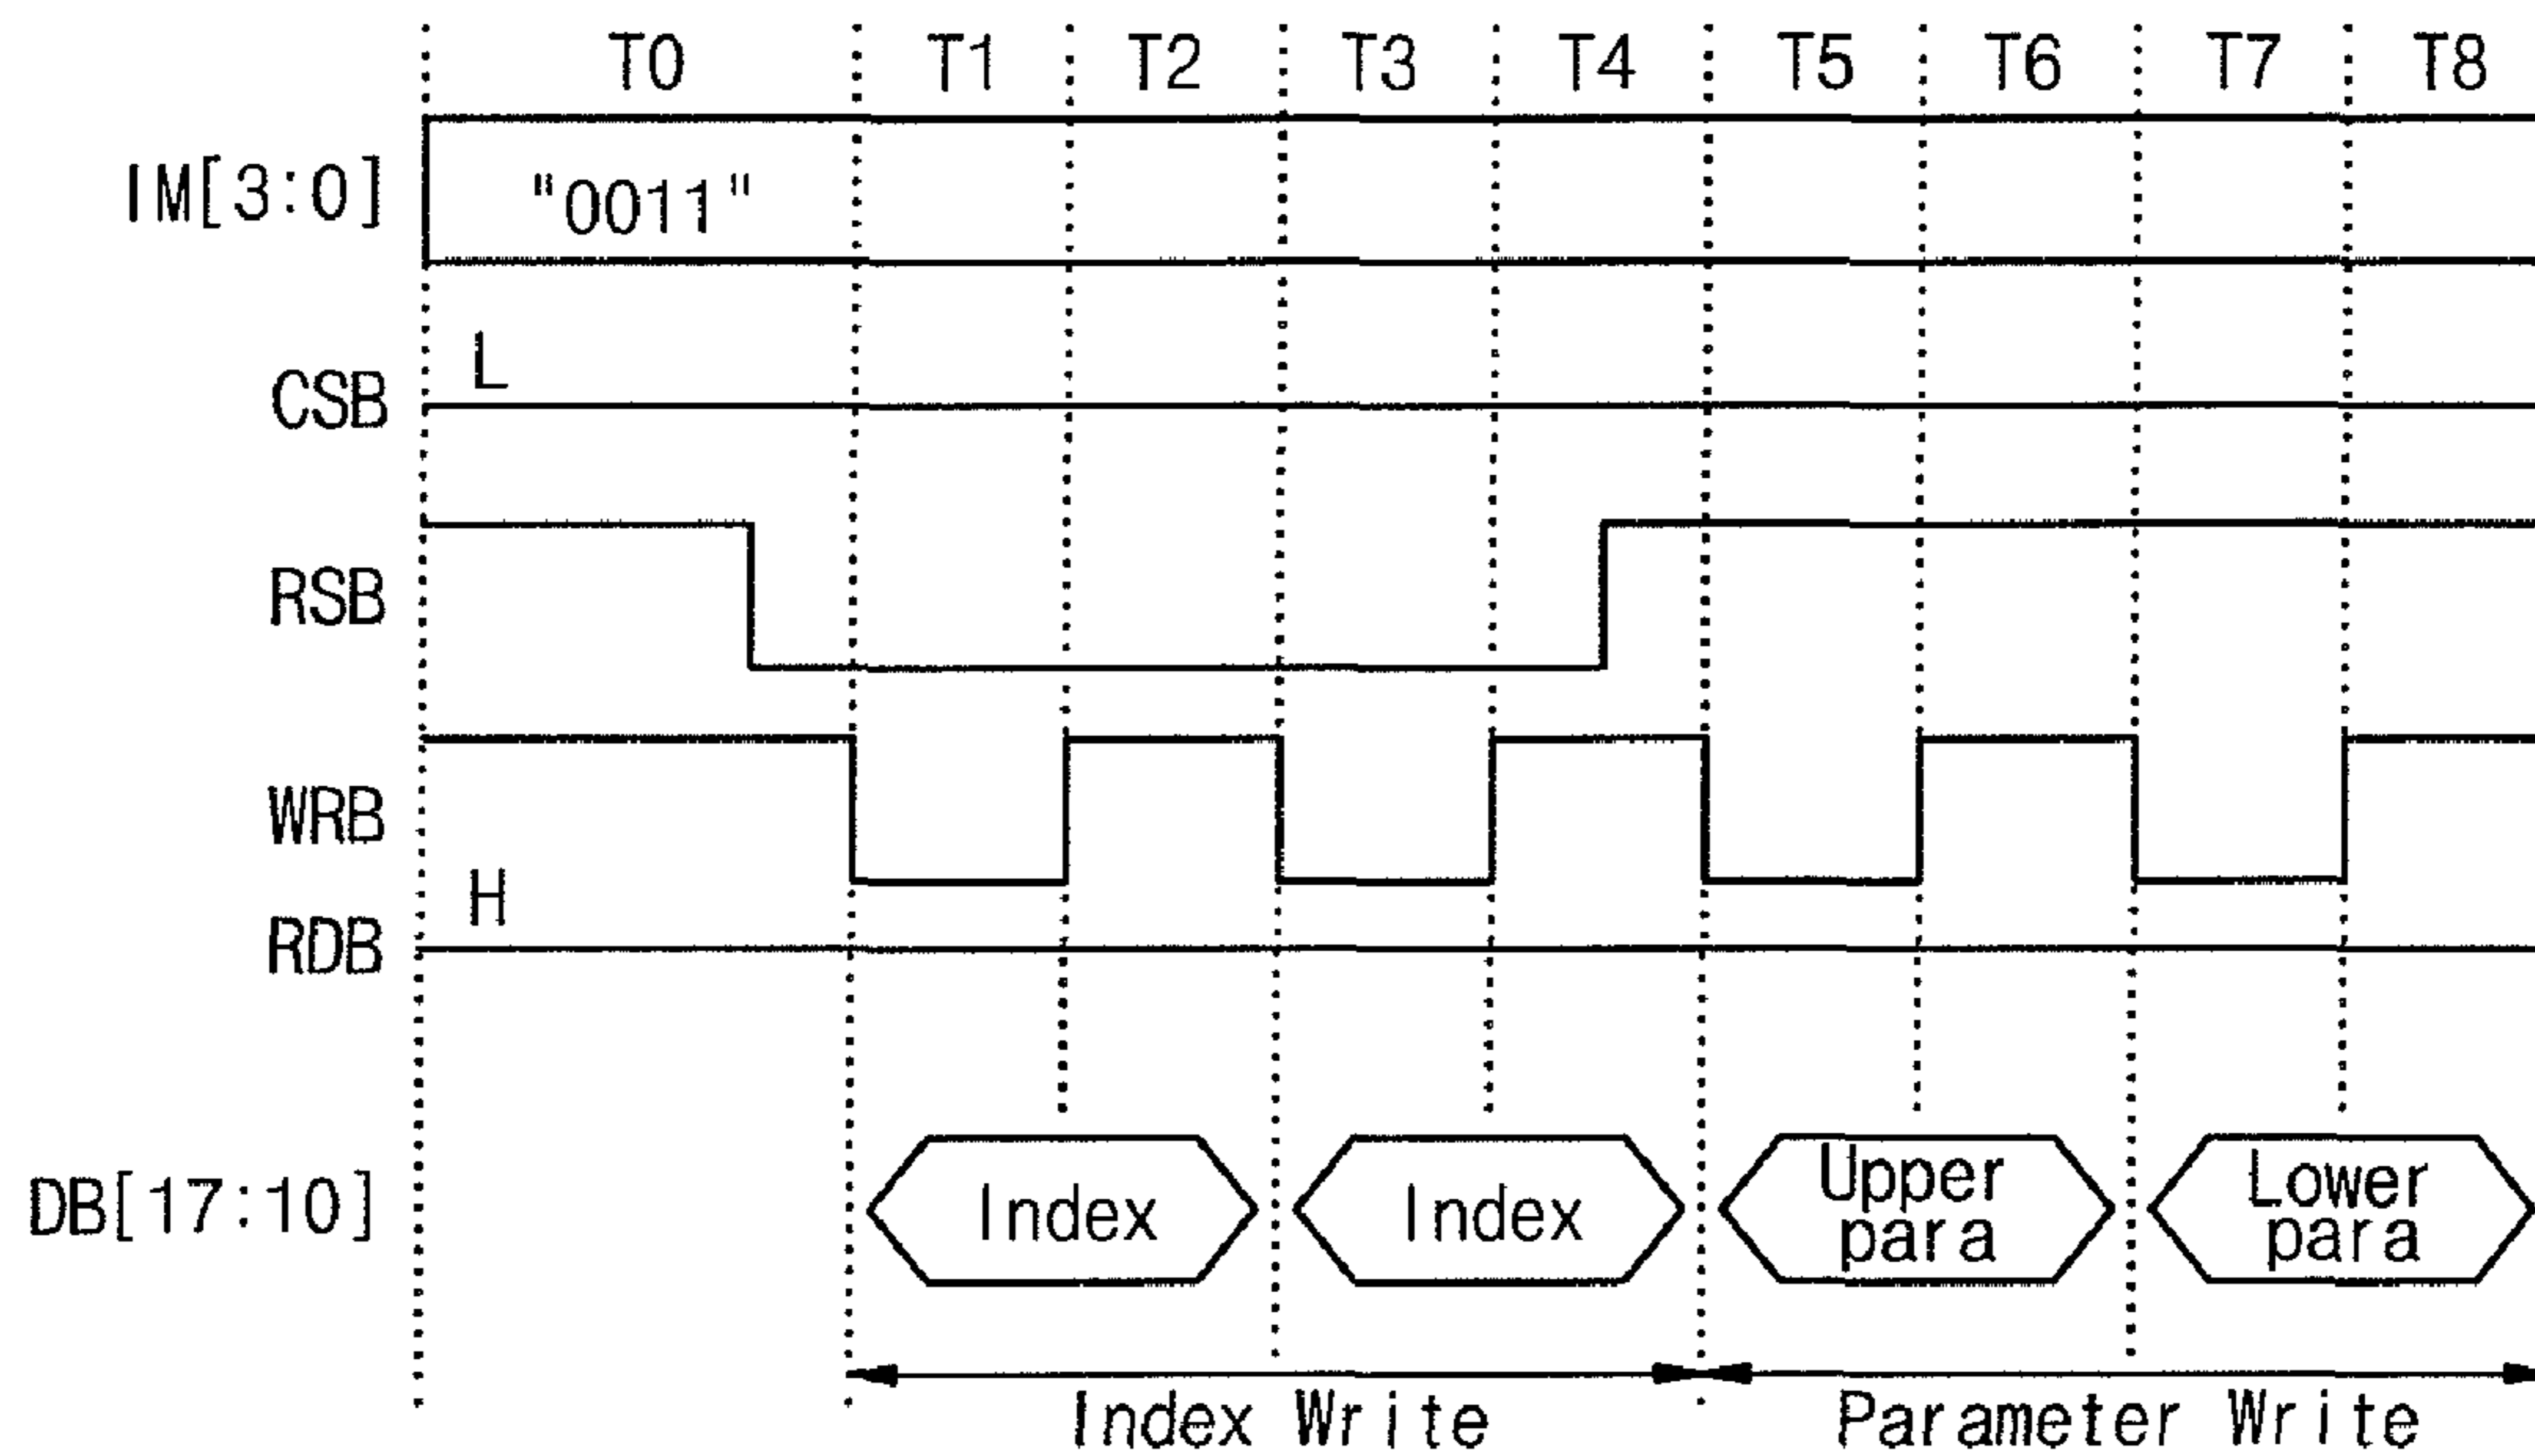 T0 T1 T2 T3 T4 T5 T6 T7 T8
IM[3:0] "0011"
L
CSB
RSB
WRB
H
RDB
DB[17:10] Index Index Upper para Lower para
Index Write Parameter Write